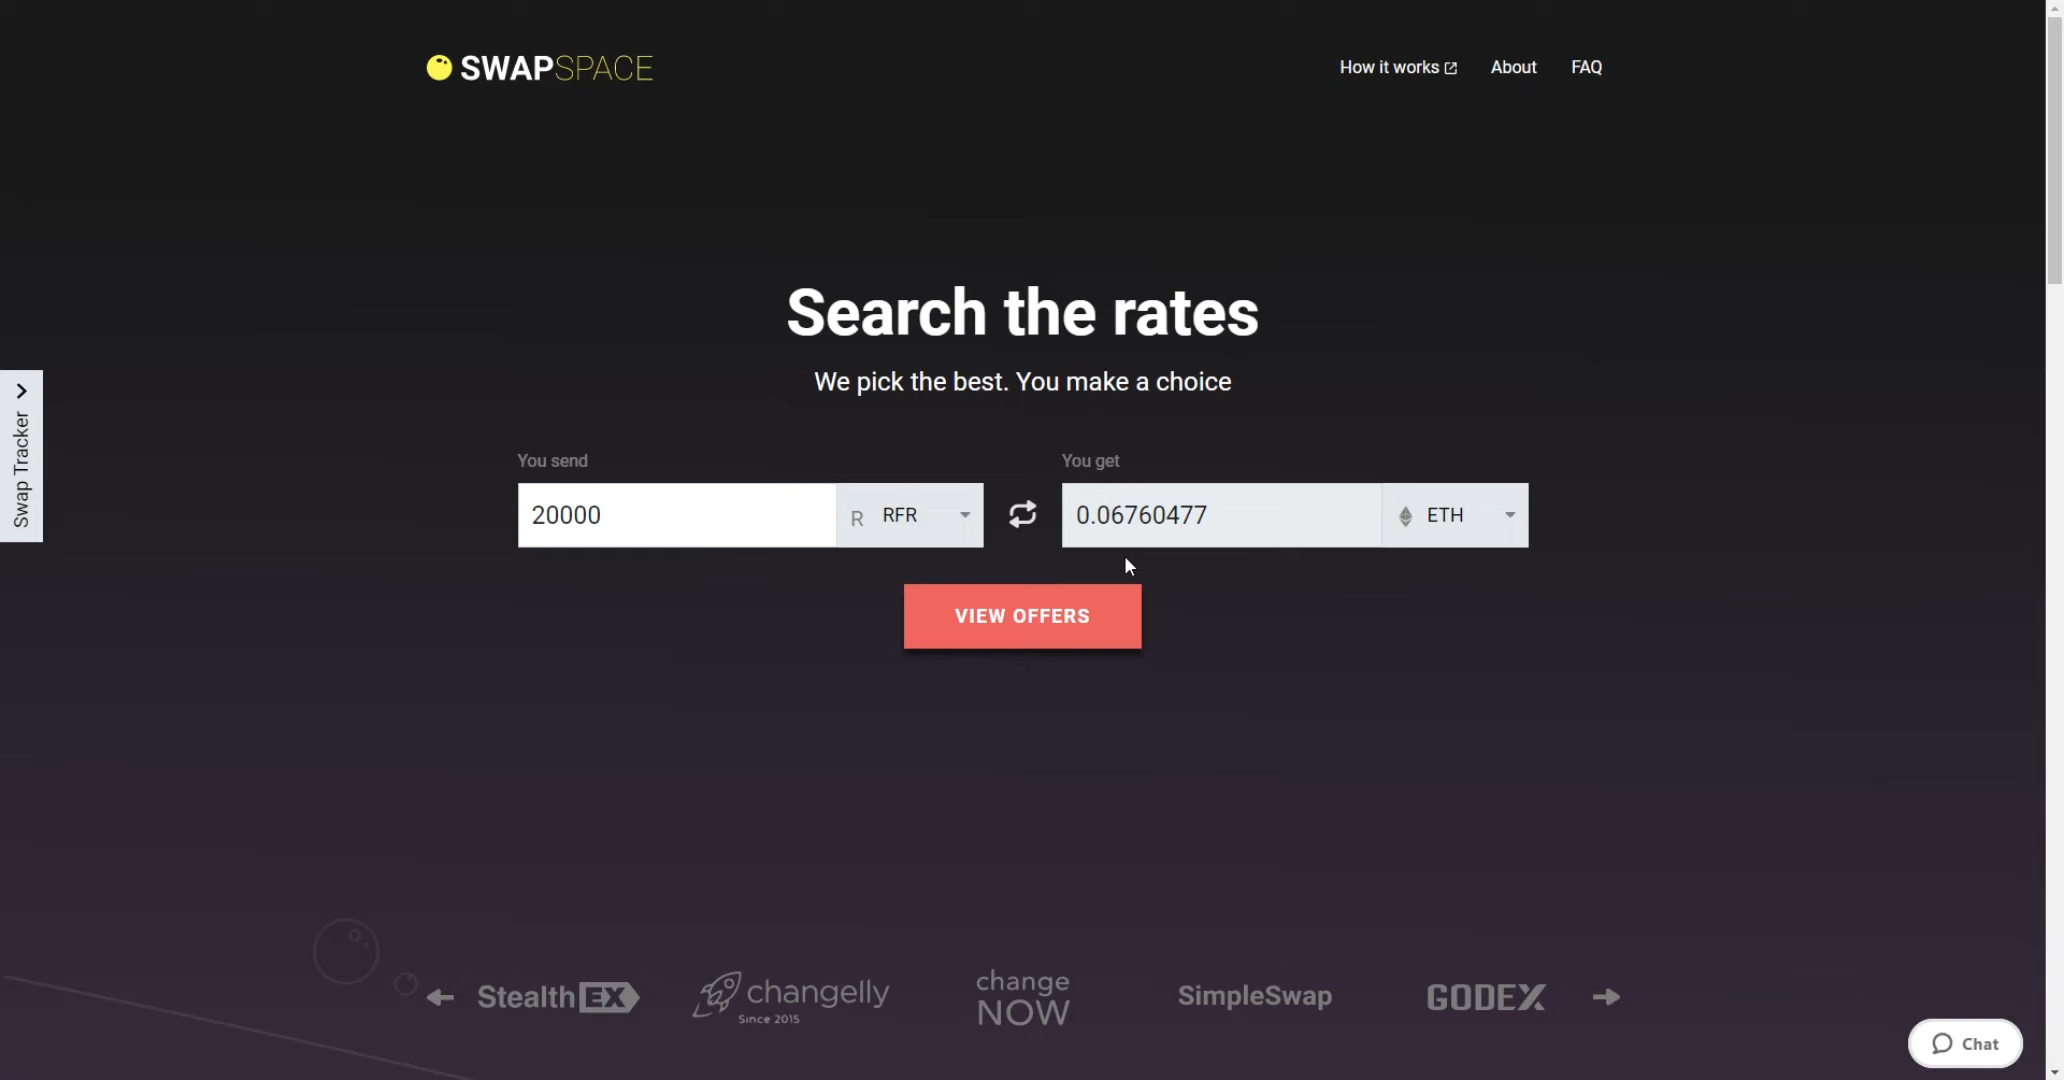 SWAPSPACE
How it works
About
FAQ
Search the rates
We pick the best. You make a choice
Swap Tracker
You send
You get
20000
R RFR
0.06760477
ETH
VIEW OFFERS
StealthEX
changelly
Since 2015
change
NOW
SimpleSwap
GODEX
Chat